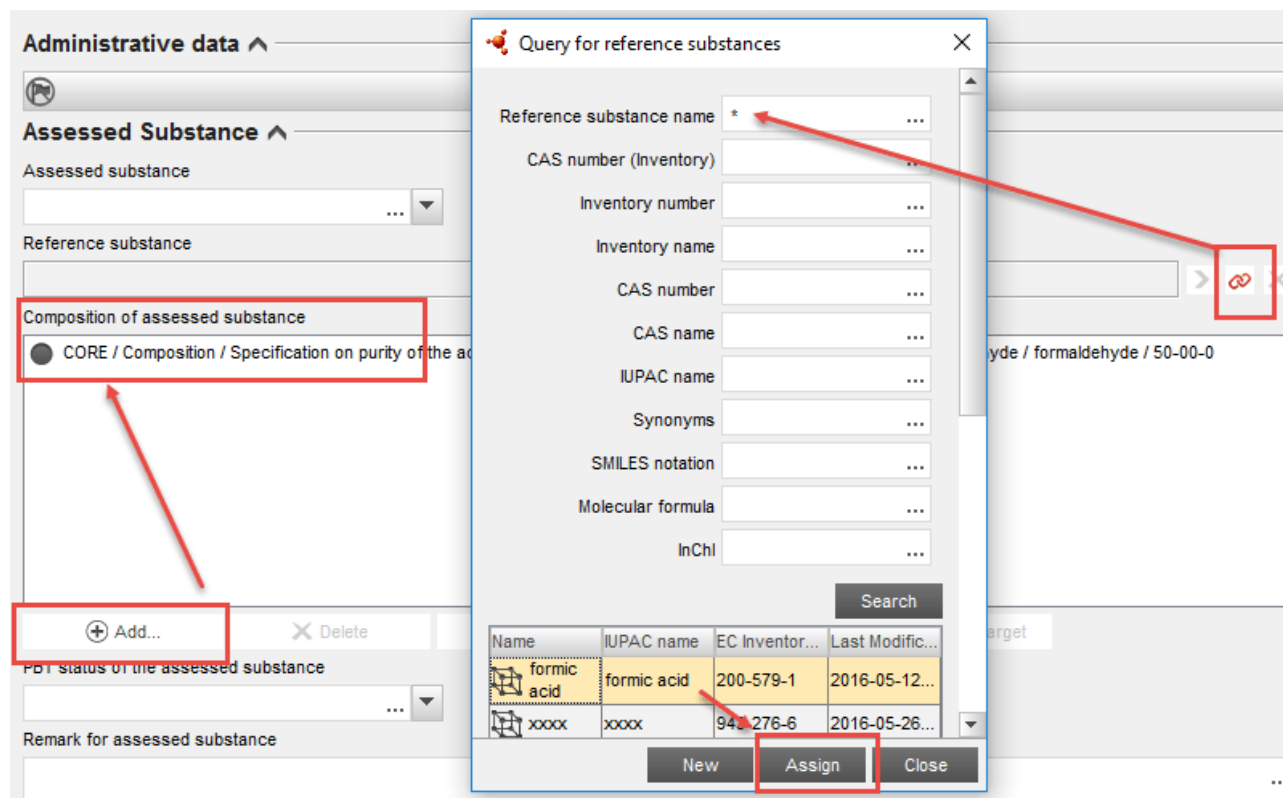 Administrative data
Assessed Substance
Assessed substance
...
Reference substance
Composition of assessed substance
CORE / Composition / Specification on purity of the ac
yde / formaldehyde / 50-00-0
Add...
Delete
arget
PBT status of the assessed substance
...
Remark for assessed substance
...
Query for reference substances
Reference substance name * ...
CAS number (Inventory) ...
Inventory number ...
Inventory name ...
CAS number ...
CAS name ...
IUPAC name ...
Synonyms ...
SMILES notation ...
Molecular formula ...
InChI ...
Search
Name IUPAC name EC Inventor... Last Modific...
formic acid formic acid 200-579-1 2016-05-12...
xxxx xxxx 276-6 2016-05-26...
New Assign Close